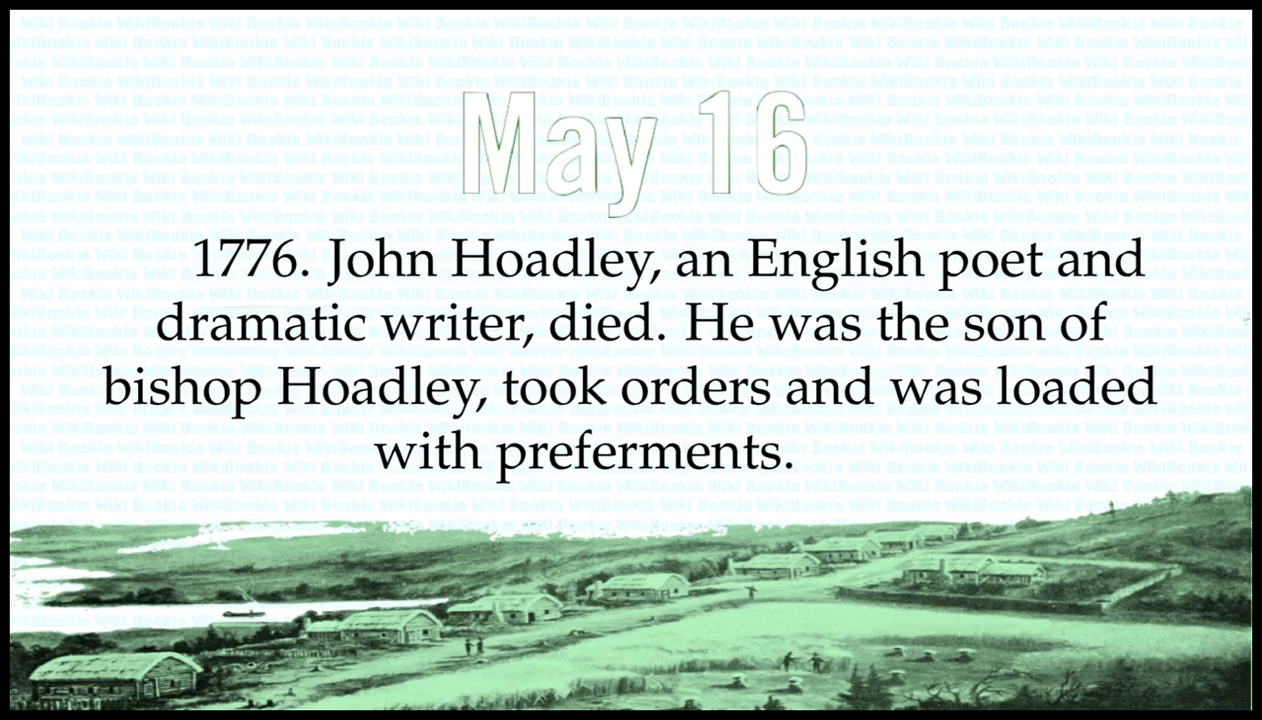 May 16
1776. John Hoadley, an English poet and
dramatic writer, died. He was the son of
bishop Hoadley, took orders and was loaded
with preferments.